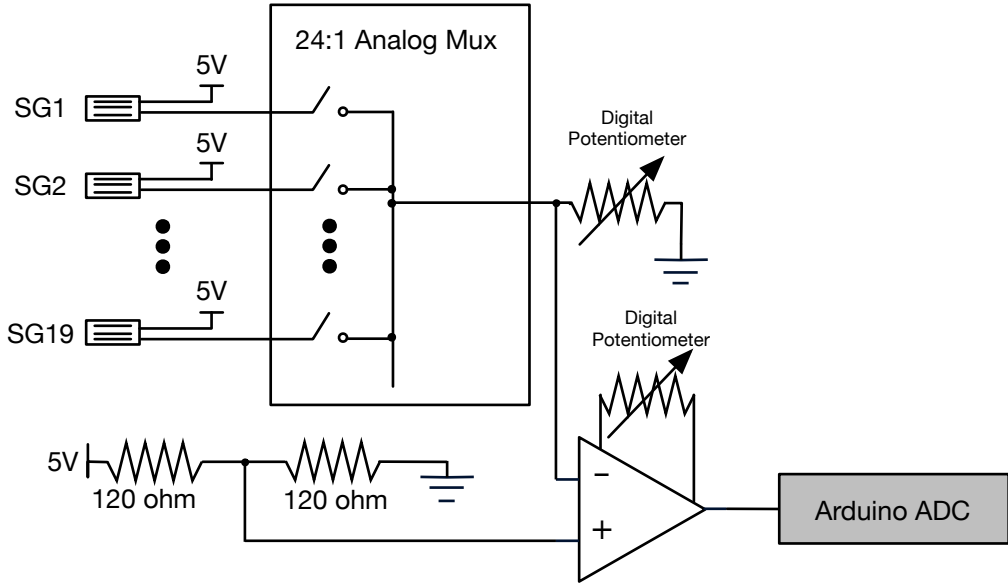 24:1 Analog Mux
5V
SG1
5V
SG2
5V
SG19
Digital
Potentiometer
Digital
Potentiometer
5V
120 ohm
120 ohm
−
+
Arduino ADC